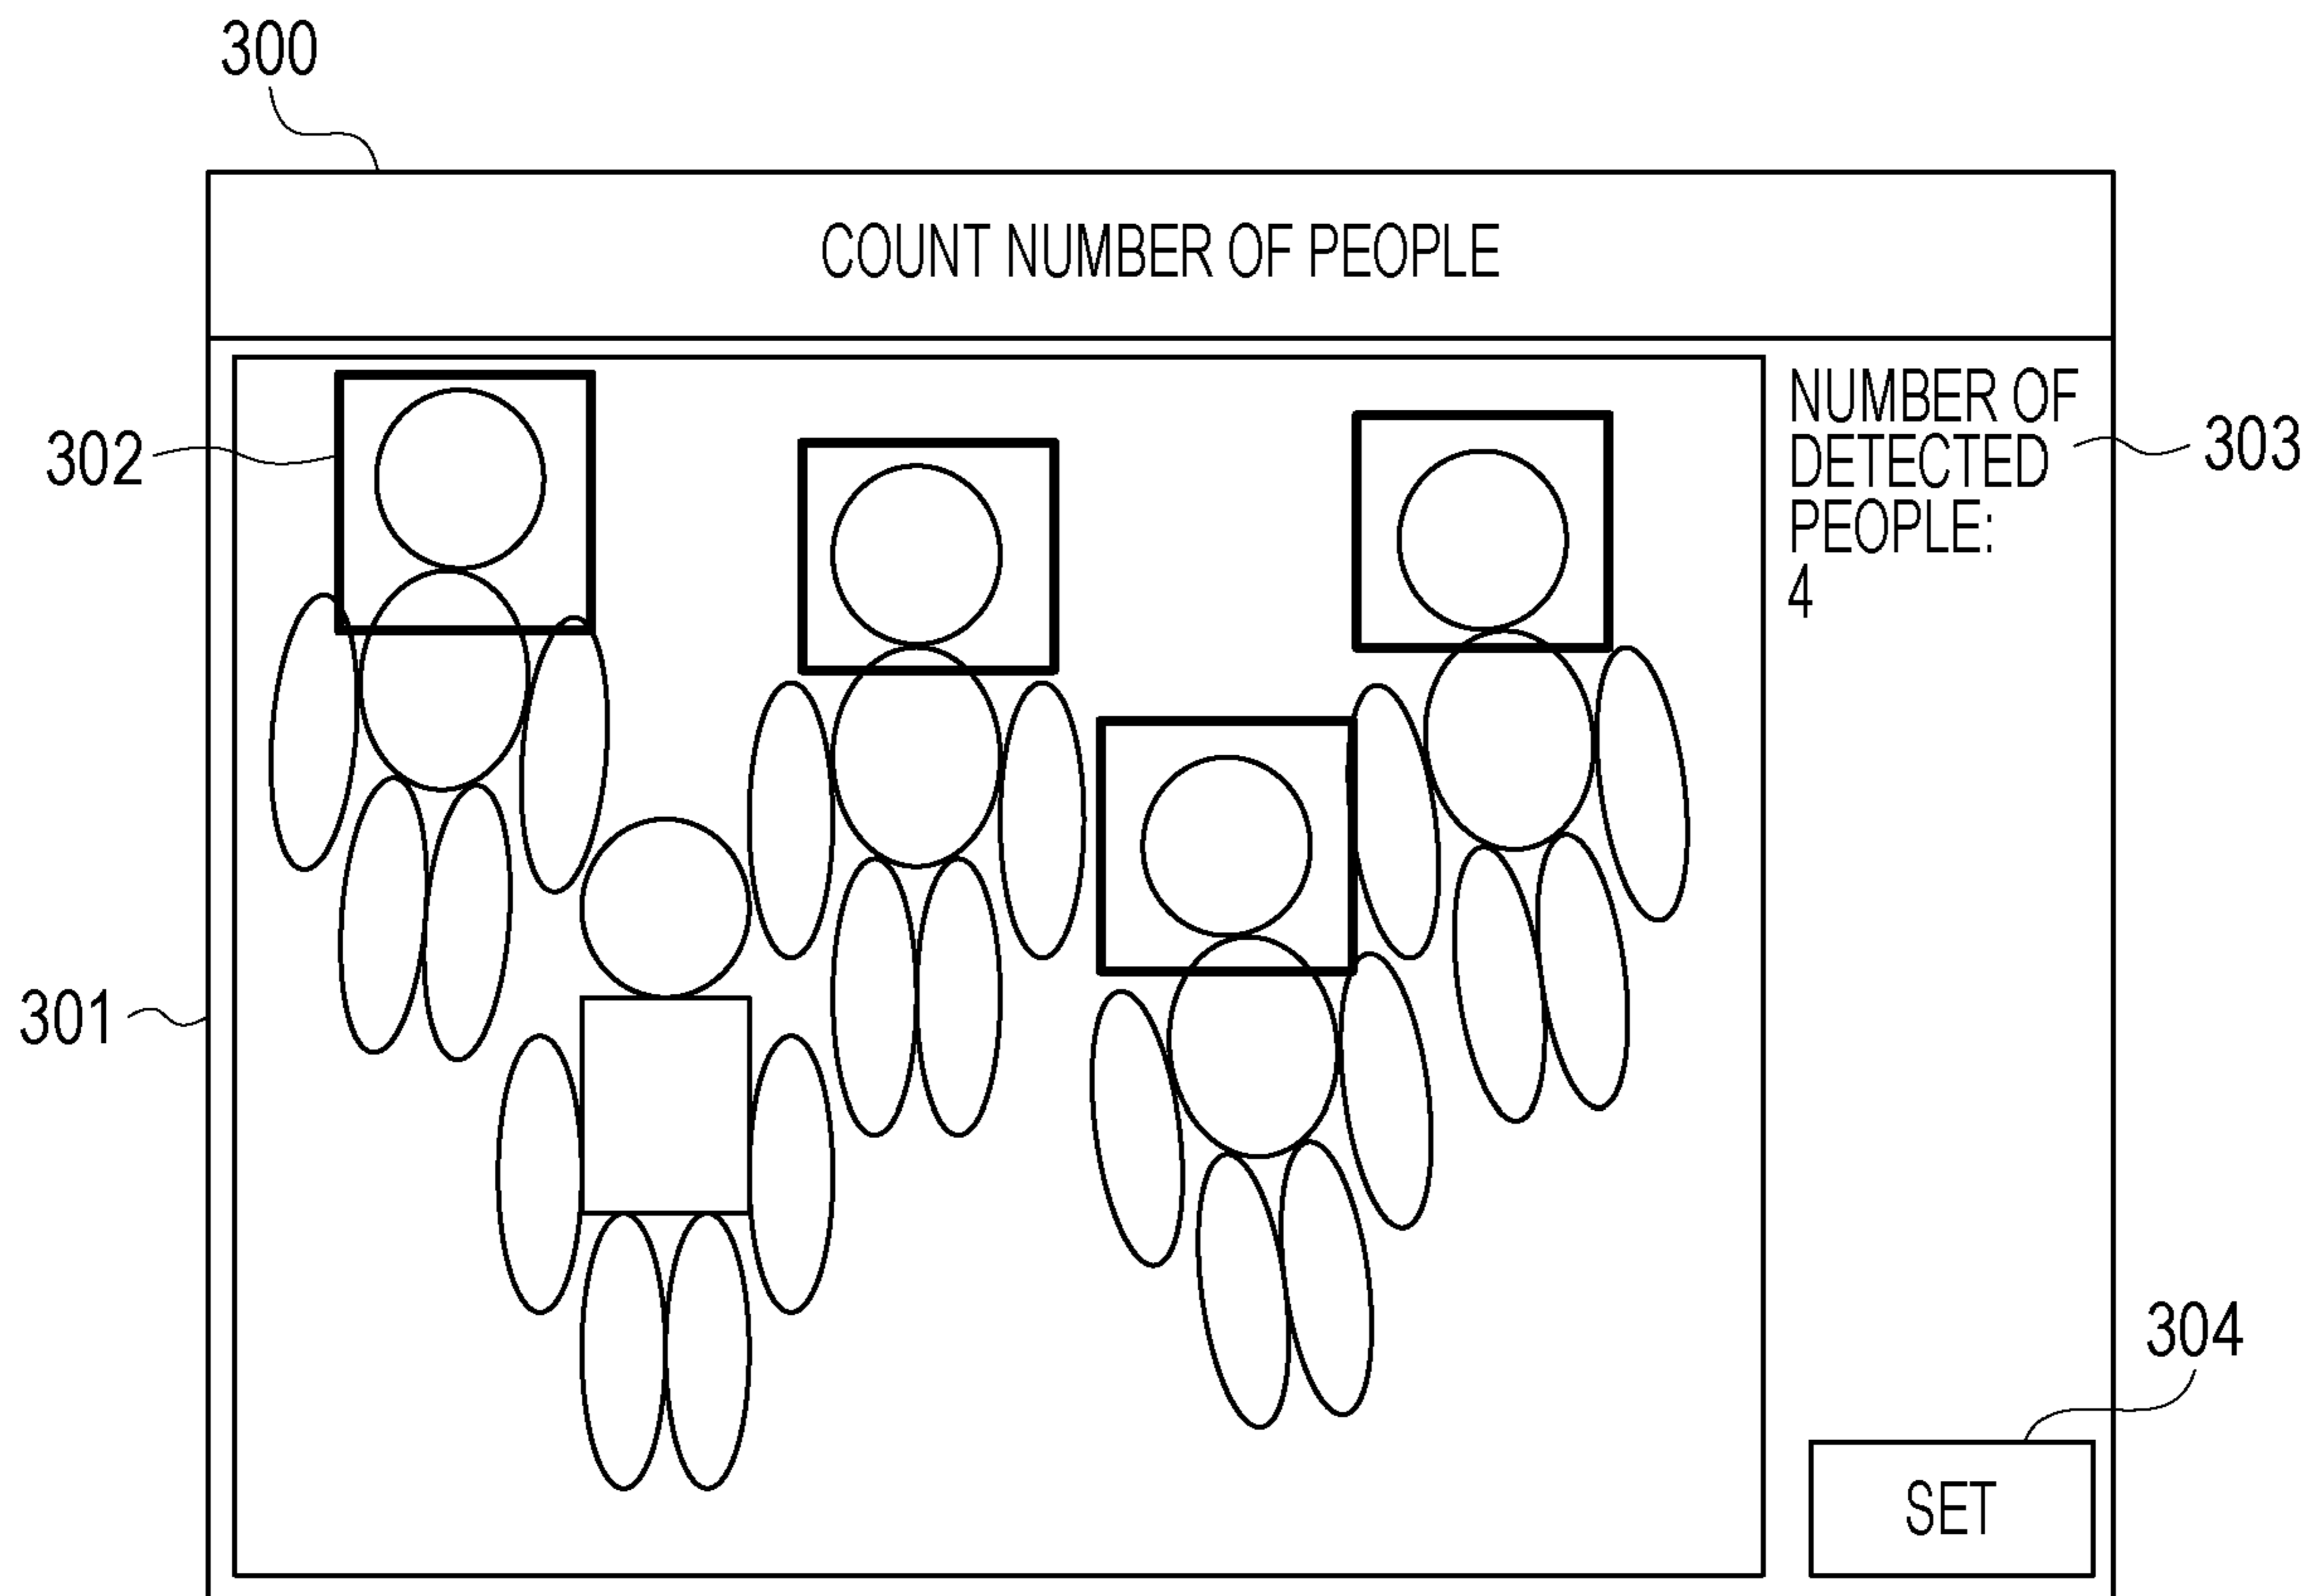 300
COUNT NUMBER OF PEOPLE
302
NUMBER OF
DETECTED
PEOPLE:
4
303
301
304
SET